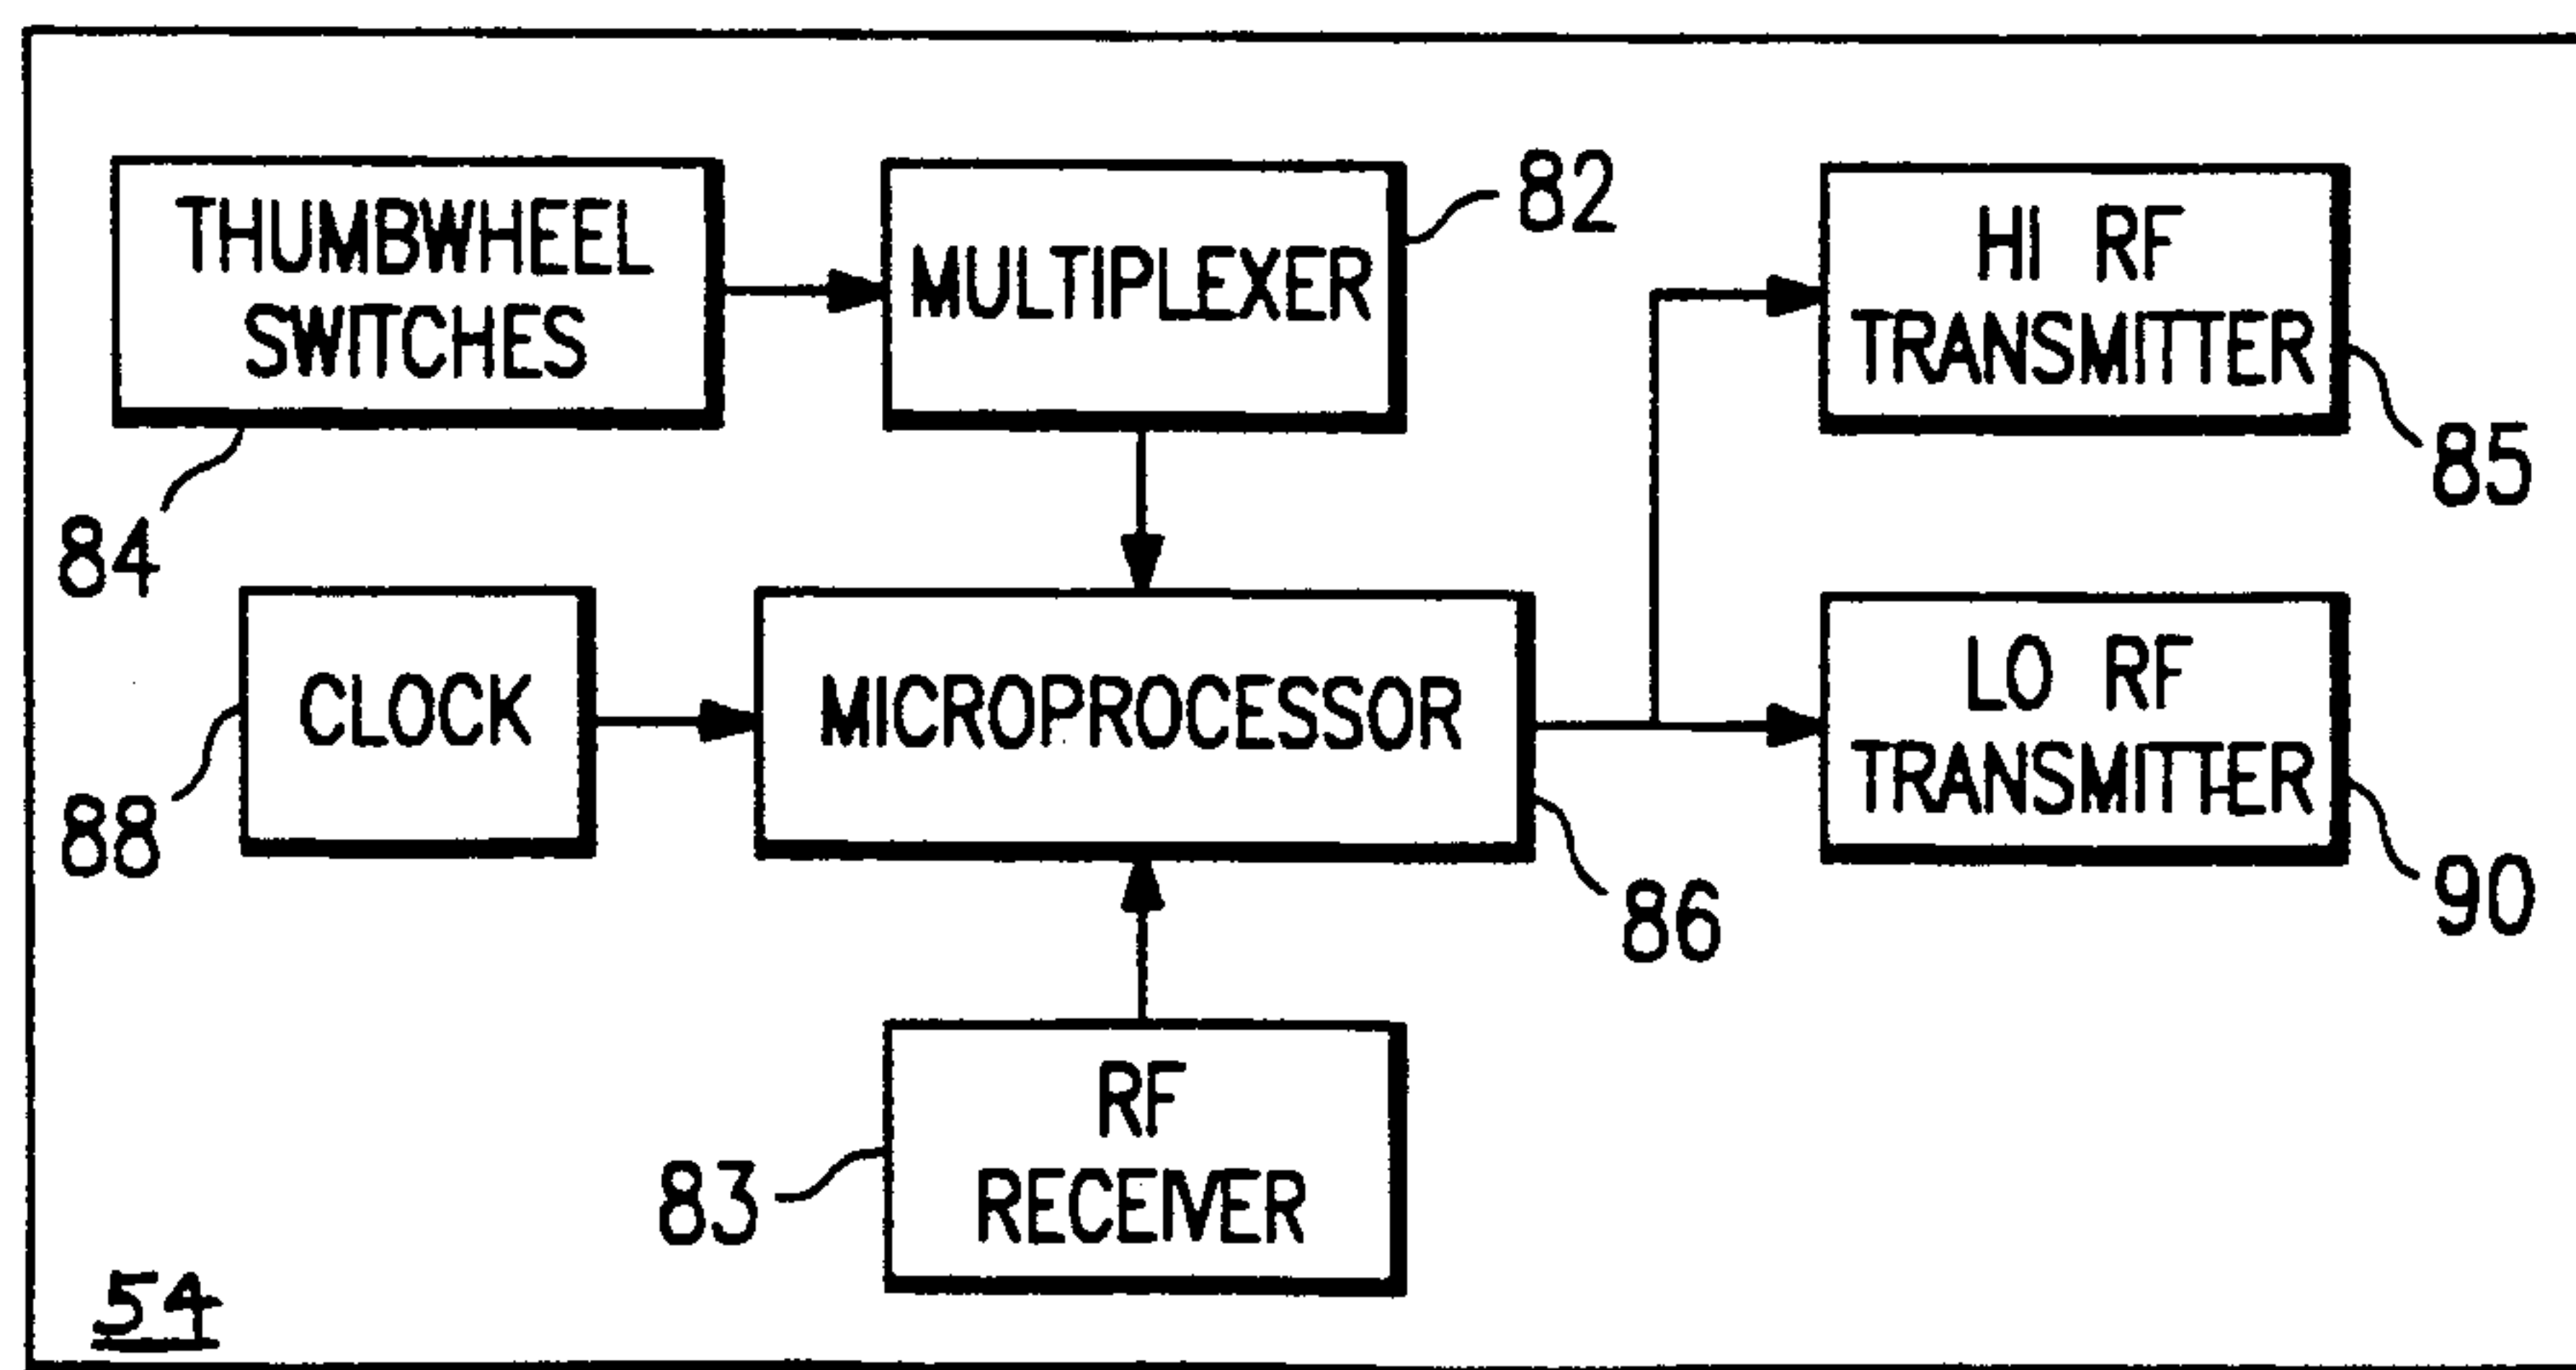 THUMBWHEEL
SWITCHES
84
MULTIPLEXER
82
HI RF
TRANSMITTER
85
CLOCK
88
MICROPROCESSOR
86
LO RF
TRANSMITTER
90
RF
RECEIVER
83
54